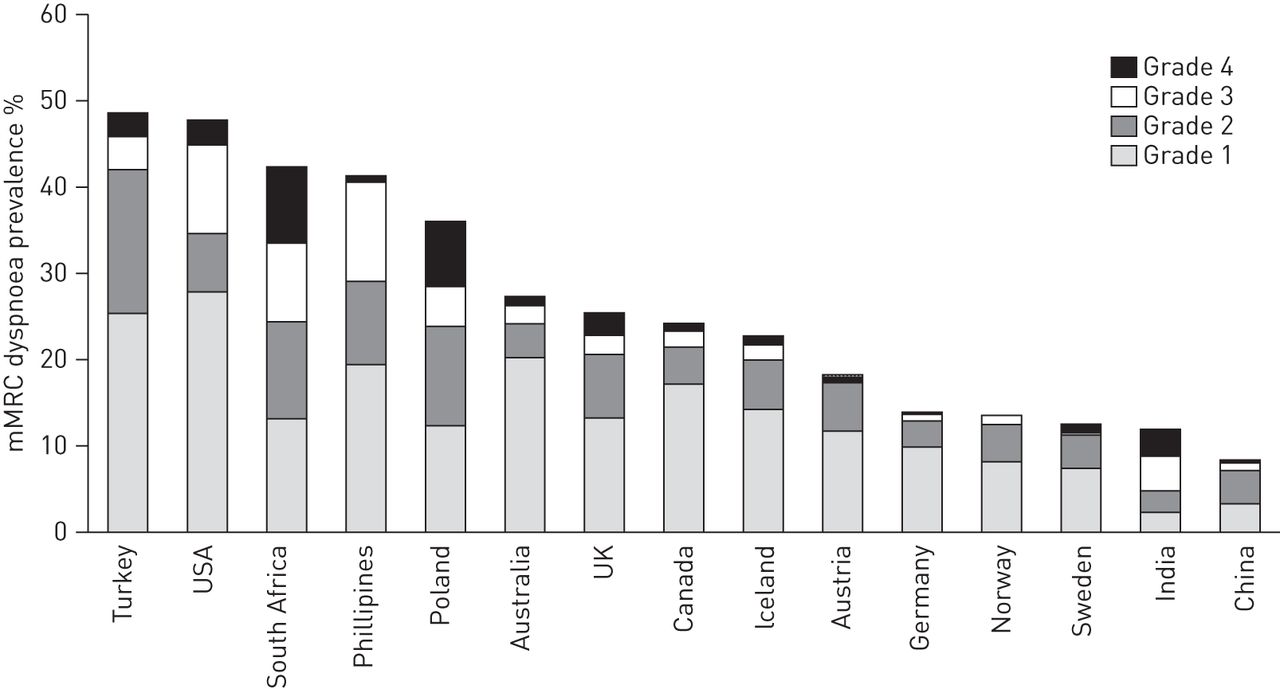 60
50
40
30
20
10
0
mMRC dyspnoea prevalence %
Grade 4
Grade 3
Grade 2
Grade 1
Turkey
USA
South Africa
Phillipines
Poland
Australia
UK
Canada
Iceland
Austria
Germany
Norway
Sweden
India
China